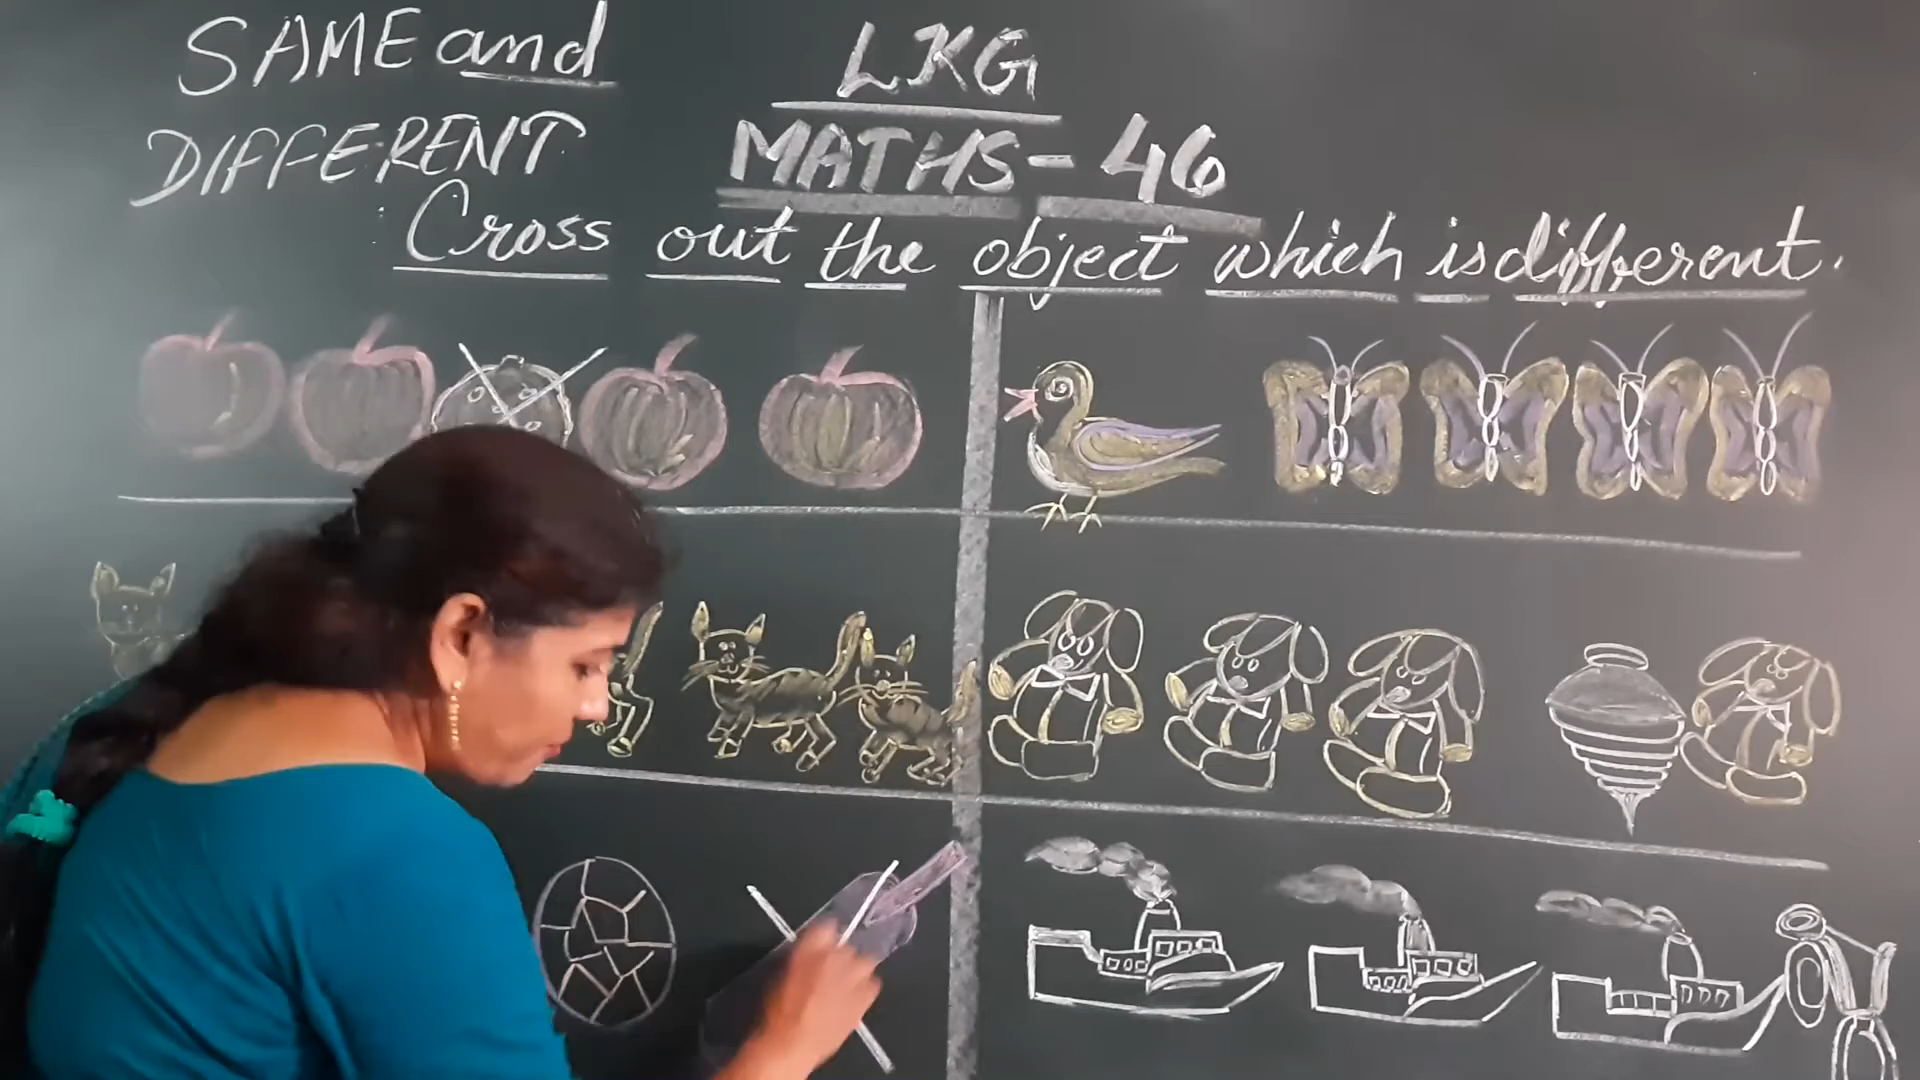 SAME and
DIFFERENT
LKG
MATHS - 46
Cross out the object which is different.